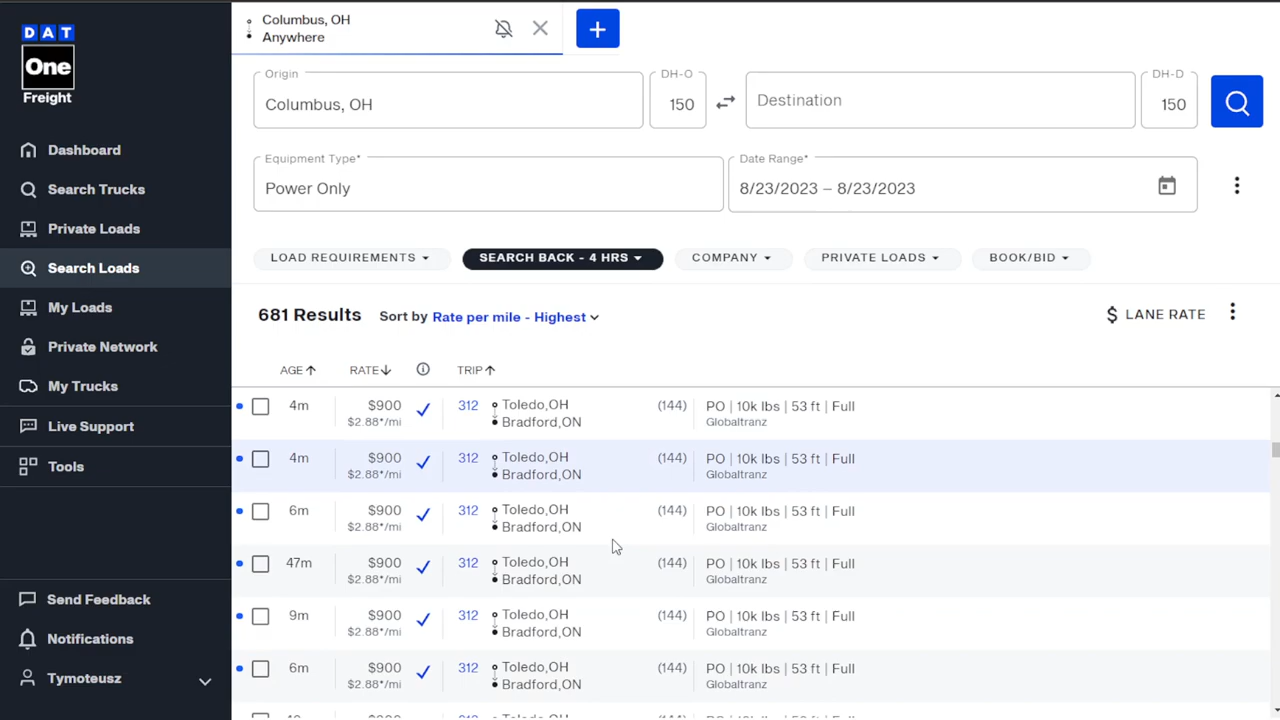 DAT
One
Freight
Dashboard
Search Trucks
Private Loads
Search Loads
My Loads
Private Network
My Trucks
Live Support
Tools
Send Feedback
Notifications
Tymoteusz
Columbus, OH
Anywhere
Origin
Columbus, OH
DH-O
150
Destination
DH-D
150
Equipment Type*
Power Only
Date Range*
8/23/2023 – 8/23/2023
LOAD REQUIREMENTS
SEARCH BACK - 4 HRS
COMPANY
PRIVATE LOADS
BOOK/BID
681 Results
Sort by Rate per mile - Highest
$ LANE RATE
AGE↑ RATE↓ TRIP↑
4m $900 312 Toledo,OH (144) PO | 10k lbs | 53 ft | Full
$2.88*/mi Bradford,ON Globaltranz
4m $900 312 Toledo,OH (144) PO | 10k lbs | 53 ft | Full
$2.88*/mi Bradford,ON Globaltranz
6m $900 312 Toledo,OH (144) PO | 10k lbs | 53 ft | Full
$2.88*/mi Bradford,ON Globaltranz
47m $900 312 Toledo,OH (144) PO | 10k lbs | 53 ft | Full
$2.88*/mi Bradford,ON Globaltranz
9m $900 312 Toledo,OH (144) PO | 10k lbs | 53 ft | Full
$2.88*/mi Bradford,ON Globaltranz
6m $900 312 Toledo,OH (144) PO | 10k lbs | 53 ft | Full
$2.88*/mi Bradford,ON Globaltranz